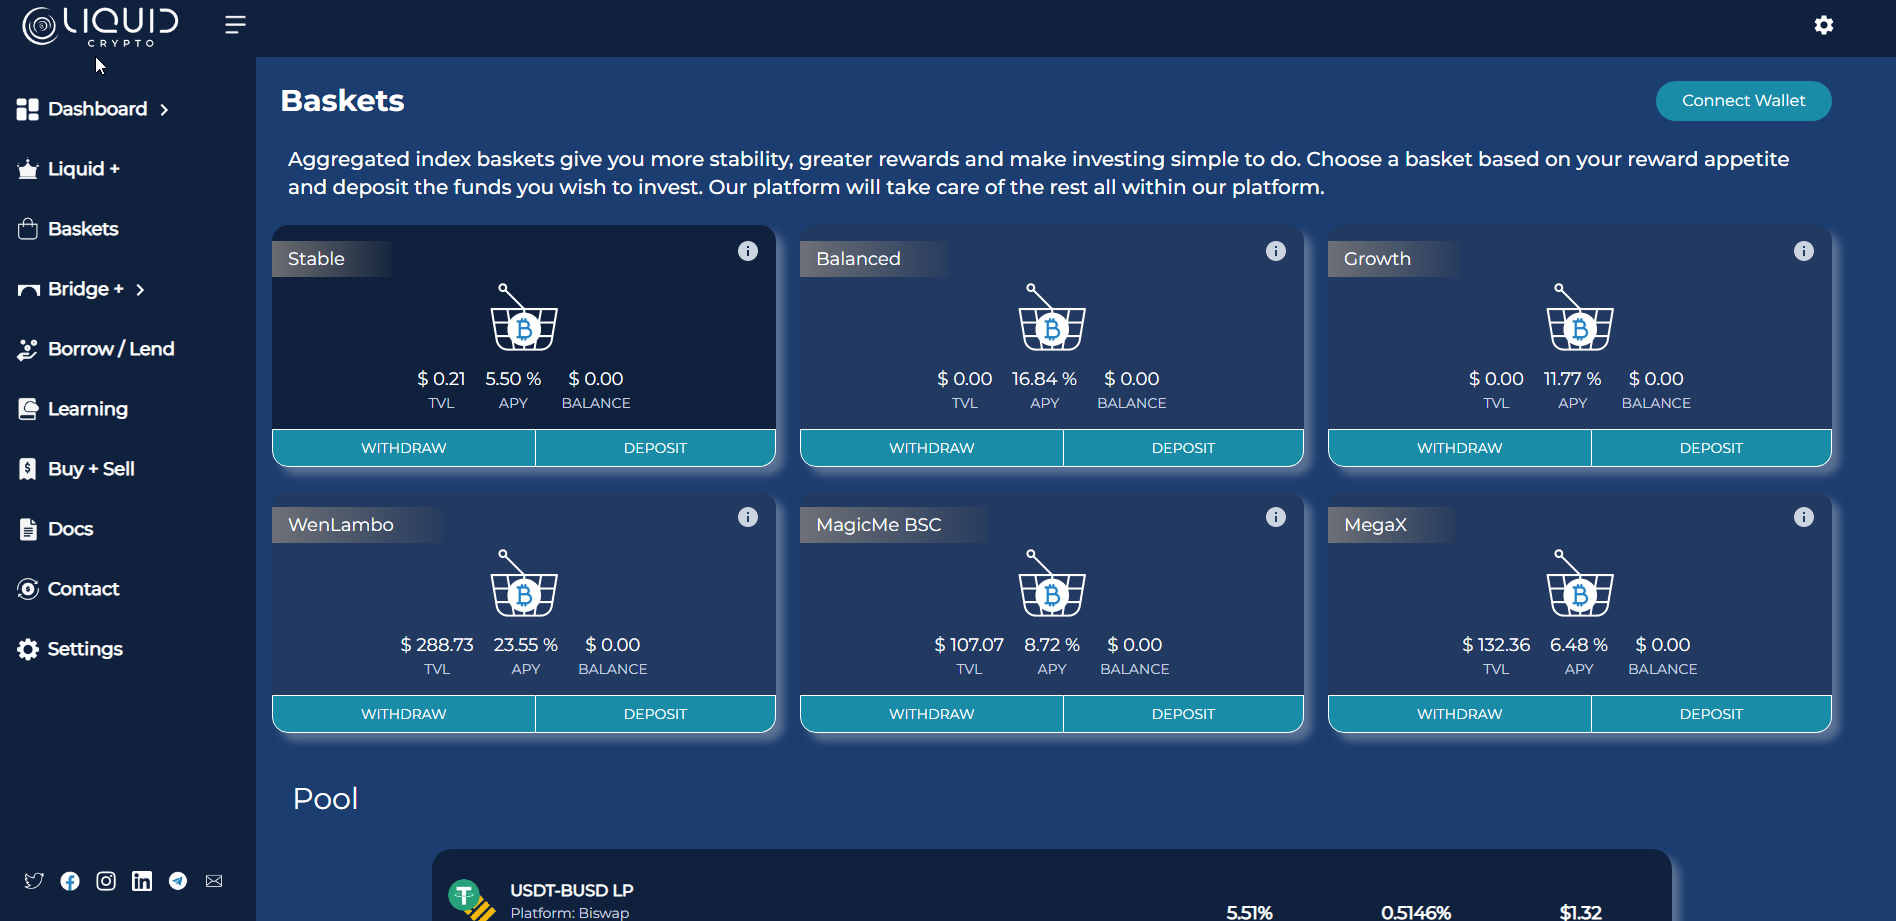 LIQUID
CRYPTO
Dashboard
Liquid +
Baskets
Bridge +
Borrow / Lend
Learning
Buy + Sell
Docs
Contact
Settings
Baskets
Connect Wallet
Aggregated index baskets give you more stability, greater rewards and make investing simple to do. Choose a basket based on your reward appetite
and deposit the funds you wish to invest. Our platform will take care of the rest all within our platform.
Stable
$ 0.21 5.50 % $ 0.00
TVL APY BALANCE
WITHDRAW DEPOSIT
Balanced
$ 0.00 16.84 % $ 0.00
TVL APY BALANCE
WITHDRAW DEPOSIT
Growth
$ 0.00 11.77 % $ 0.00
TVL APY BALANCE
WITHDRAW DEPOSIT
WenLambo
$ 288.73 23.55 % $ 0.00
TVL APY BALANCE
WITHDRAW DEPOSIT
MagicMe BSC
$ 107.07 8.72 % $ 0.00
TVL APY BALANCE
WITHDRAW DEPOSIT
MegaX
$ 132.36 6.48 % $ 0.00
TVL APY BALANCE
WITHDRAW DEPOSIT
Pool
USDT-BUSD LP
Platform: Biswap
5.51% 0.5146% $1.32